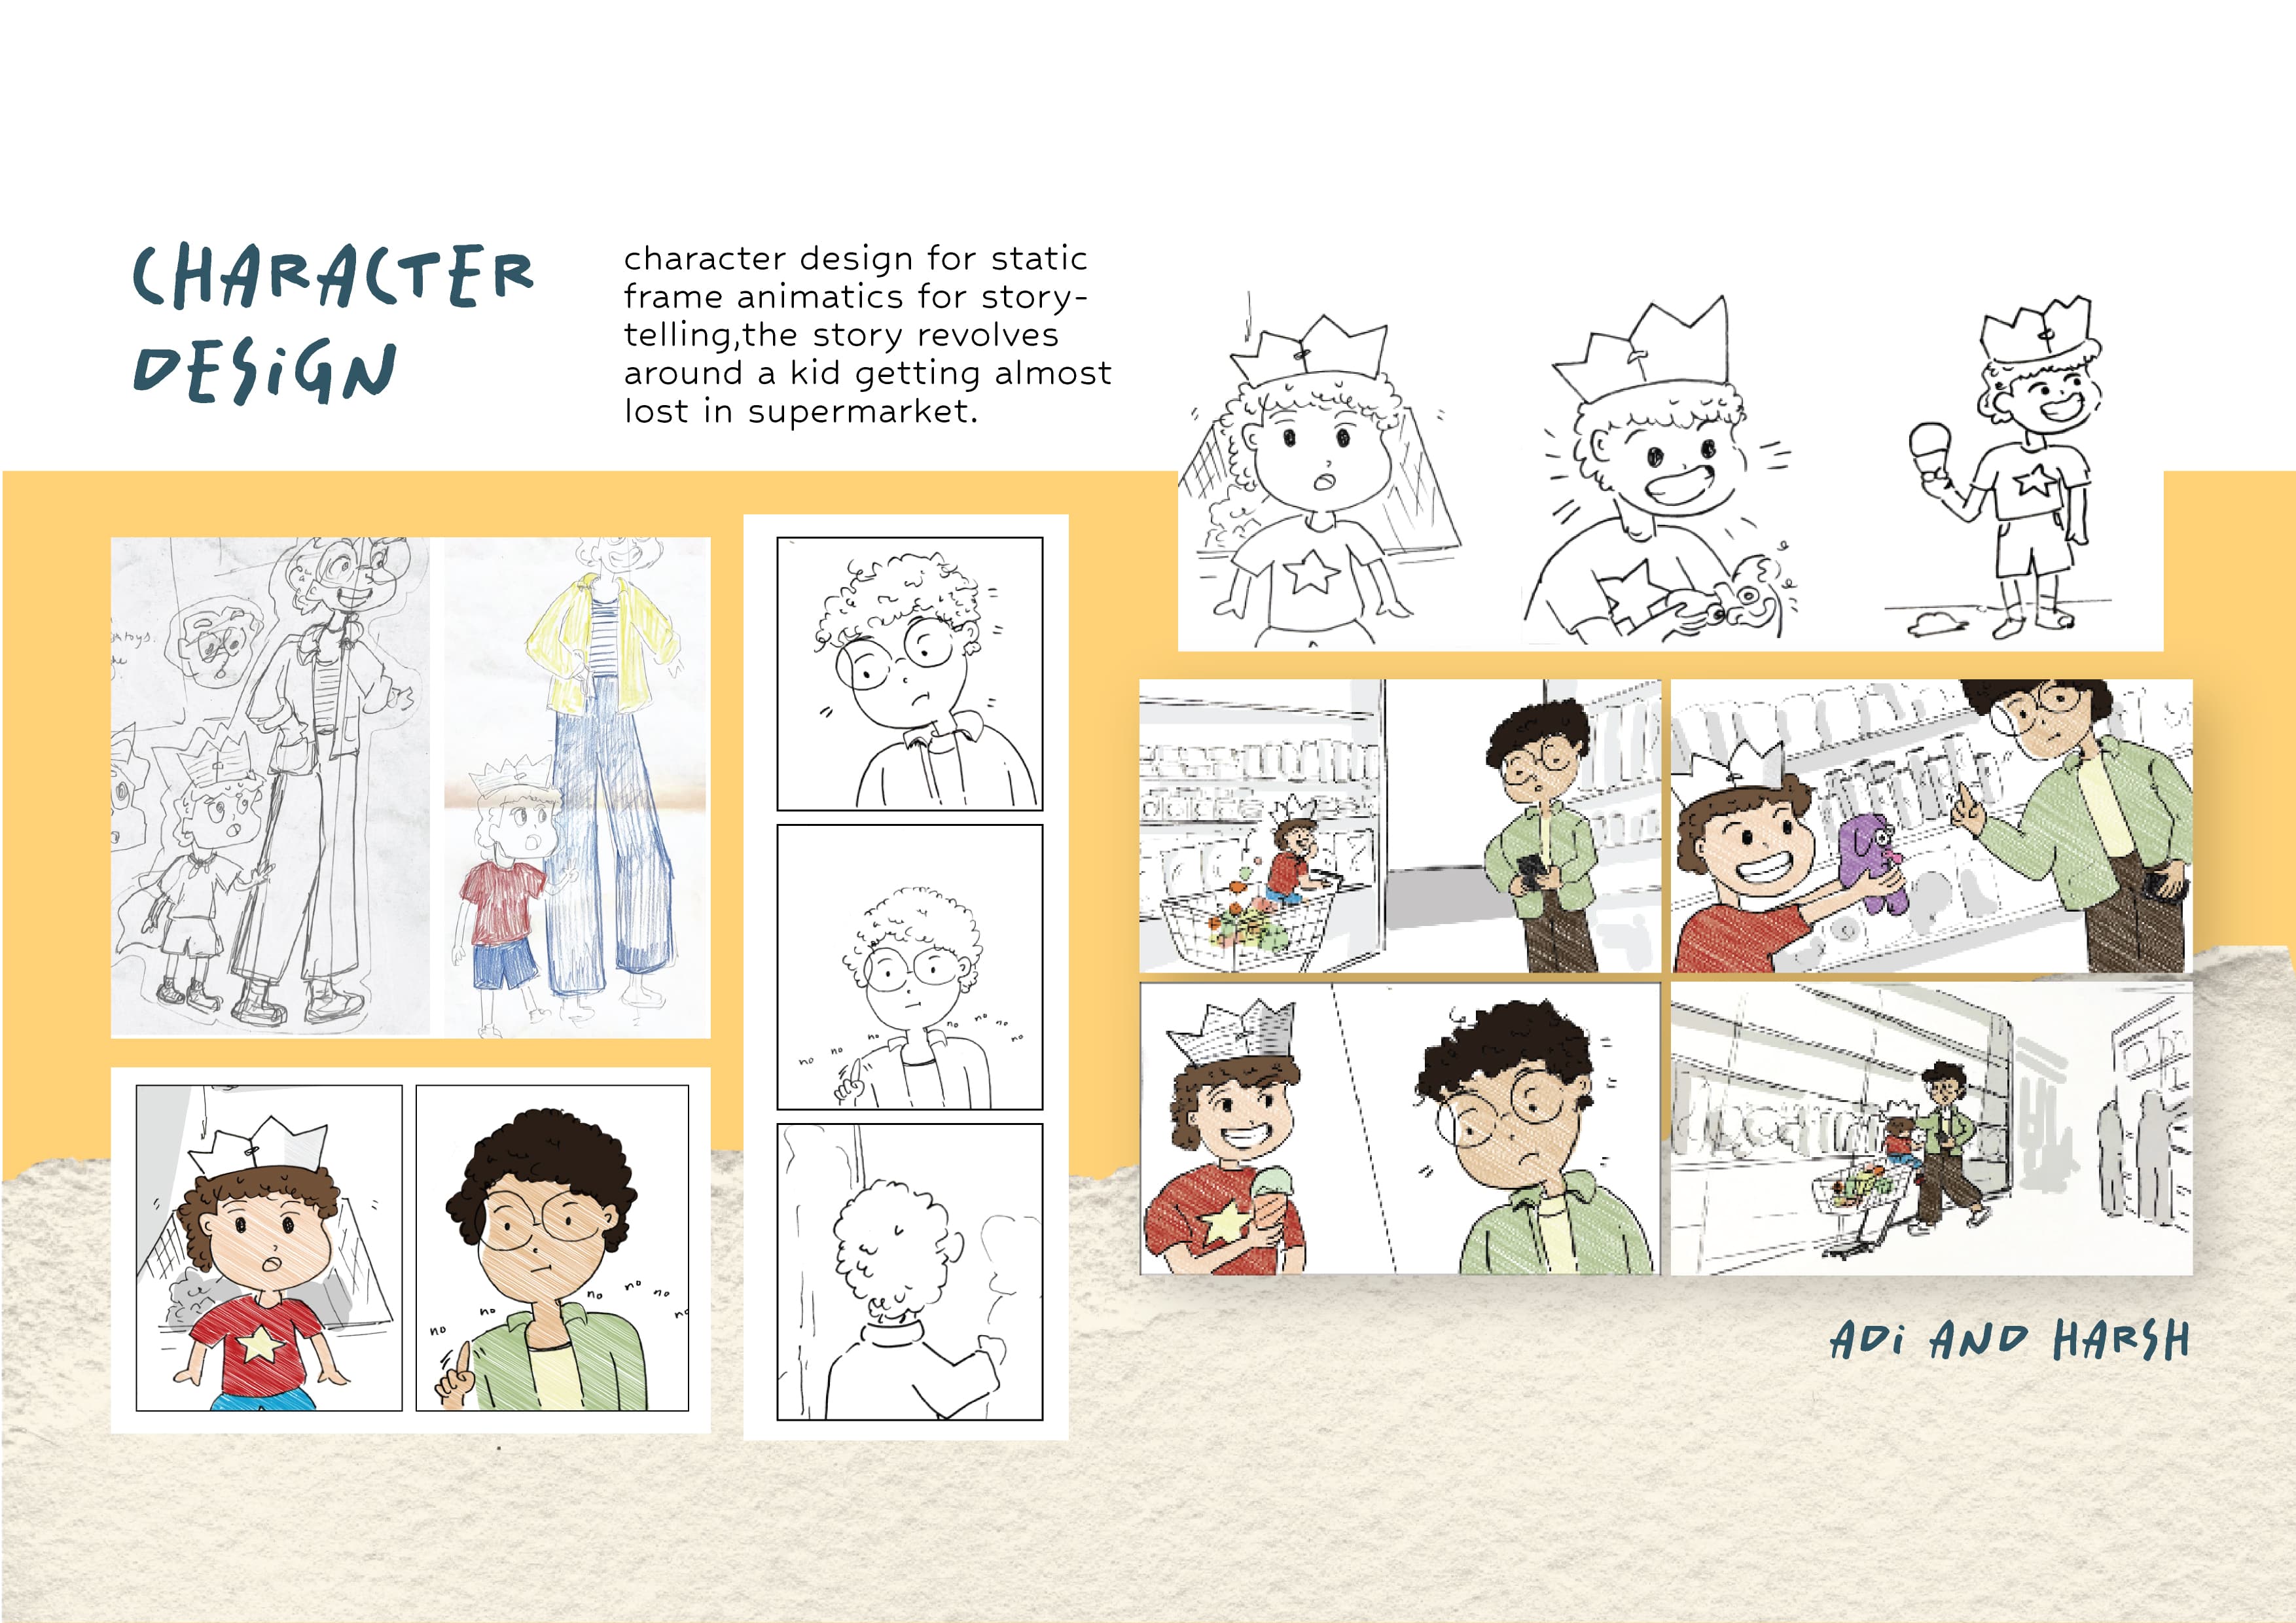 CHARACTER
DESiGN
character design for static
frame animatics for story-
telling,the story revolves
around a kid getting almost
lost in supermarket.
no no no no no no no
no no no no no no
ADi AND HARSH